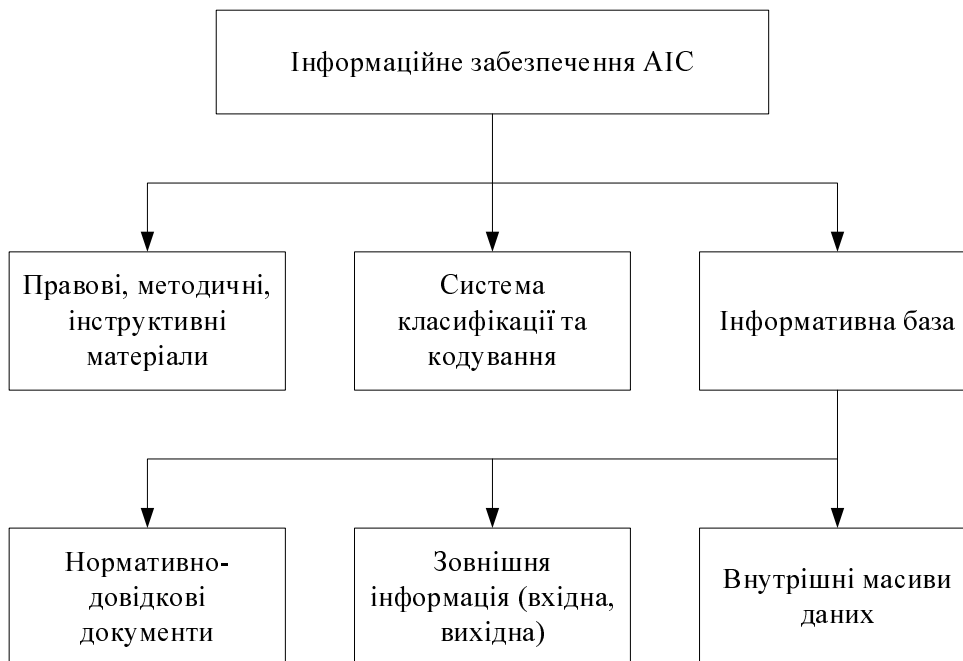 Інформаційне забезпечення АІС
Правові, методичні,
інструктивні
матеріали
Система
класифікації та
кодування
Інформативна база
Нормативно-
довідкові
документи
Зовнішня
інформація (вхідна,
вихідна)
Внутрішні масиви
даних